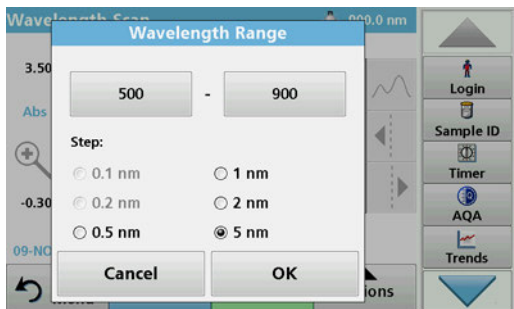 Wavelength Scan
900.0 nm
Wavelength Range
3.50
500 - 900
Login
Abs
Step:
Sample ID
0.1 nm
1 nm
Timer
0.2 nm
2 nm
-0.30
AQA
0.5 nm
5 nm
09-NO
Trends
Cancel
OK
Menu
ions